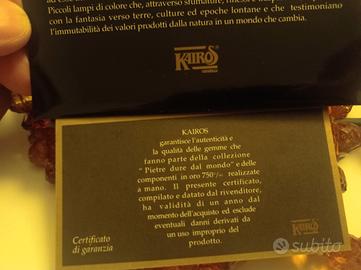 Piccoli lampi di colore che, attraverso sfumature,
con la fantasia verso terre, culture ed epoche lontane e che testimoniano
l'immutabilità dei valori prodotti dalla natura in un mondo che cambia.
KAIROS
KAIROS
garantisce l'autenticità e
la qualità delle gemme che
fanno parte della collezione
" Pietre dure dal mondo" e delle
componenti in oro 750°/°° realizzate
a mano. Il presente certificato,
compilato e datato dal rivenditore,
ha validità di un anno dal
momento dell'acquisto ed esclude
eventuali danni derivati da
un uso improprio del
prodotto.
Certificato
di garanzia
KAIROS
subito